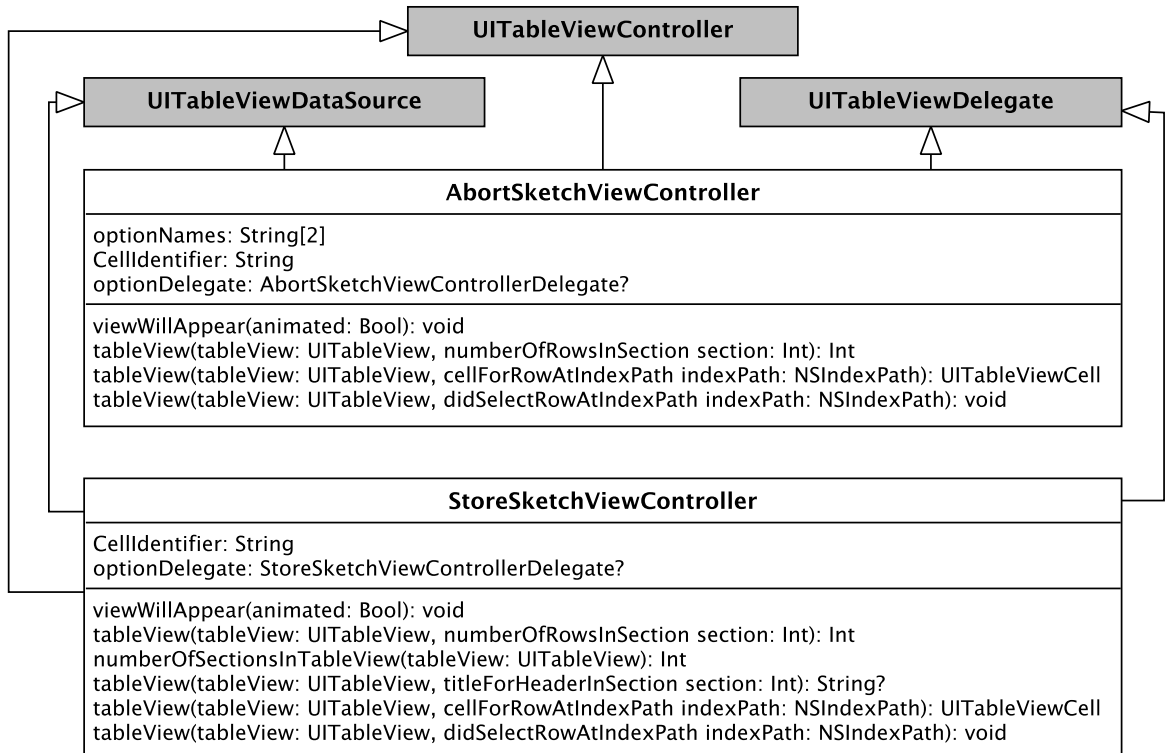 UITableViewController
UITableViewDataSource
UITableViewDelegate
AbortSketchViewController
optionNames: String[2]
CellIdentifier: String
optionDelegate: AbortSketchViewControllerDelegate?
viewWillAppear(animated: Bool): void
tableView(tableView: UITableView, numberOfRowsInSection section: Int): Int
tableView(tableView: UITableView, cellForRowAtIndexPath indexPath: NSIndexPath): UITableViewCell
tableView(tableView: UITableView, didSelectRowAtIndexPath indexPath: NSIndexPath): void
StoreSketchViewController
CellIdentifier: String
optionDelegate: StoreSketchViewControllerDelegate?
viewWillAppear(animated: Bool): void
tableView(tableView: UITableView, numberOfRowsInSection section: Int): Int
numberOfSectionsInTableView(tableView: UITableView): Int
tableView(tableView: UITableView, titleForHeaderInSection section: Int): String?
tableView(tableView: UITableView, cellForRowAtIndexPath indexPath: NSIndexPath): UITableViewCell
tableView(tableView: UITableView, didSelectRowAtIndexPath indexPath: NSIndexPath): void